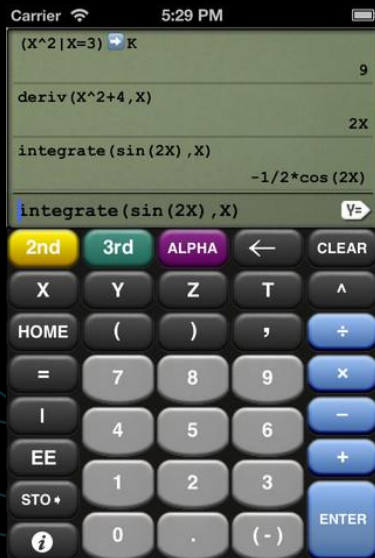 Carrier 5:29 PM
(X^2|X=3)➡K
9
deriv(X^2+4,X)
2X
integrate(sin(2X),X)
-1/2*cos(2X)
integrate(sin(2X),X) Y=
2nd 3rd ALPHA ← CLEAR
X Y Z T ^
HOME ( ) , ÷
= 7 8 9 ×
| 4 5 6 −
EE 1 2 3 +
STO➧ 0 . (-) ENTER
i